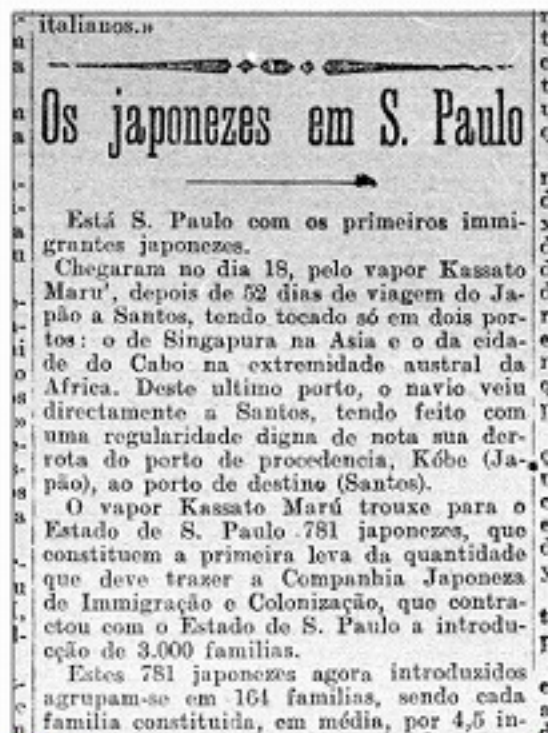 italianos.»
Os japonezes em S. Paulo
Está S. Paulo com os primeiros immi-
grantes japonezes.
Chegaram no dia 18, pelo vapor Kassato
Maru', depois de 52 dias de viagem do Ja-
pão a Santos, tendo tocado só em dois por-
tos: o de Singapura na Asia e o da cida-
de do Cabo na extremidade austral da
Africa. Deste ultimo porto, o navio veiu
directamente a Santos, tendo feito com
uma regularidade digna de nota sua der-
rota do porto de procedencia, Kóbe (Ja-
pão), ao porto de destino (Santos).
O vapor Kassato Marú trouxe para o
Estado de S. Paulo 781 japonezes, que
constituem a primeira leva da quantidade
que deve trazer a Companhia Japoneza
de Immigração e Colonização, que contra-
ctou com o Estado de S. Paulo a introdu-
cção de 3.000 familias.
Estes 781 japonezes agora introduzidos
agrupam-se em 164 familias, sendo cada
familia constituida, em média, por 4,5 in-